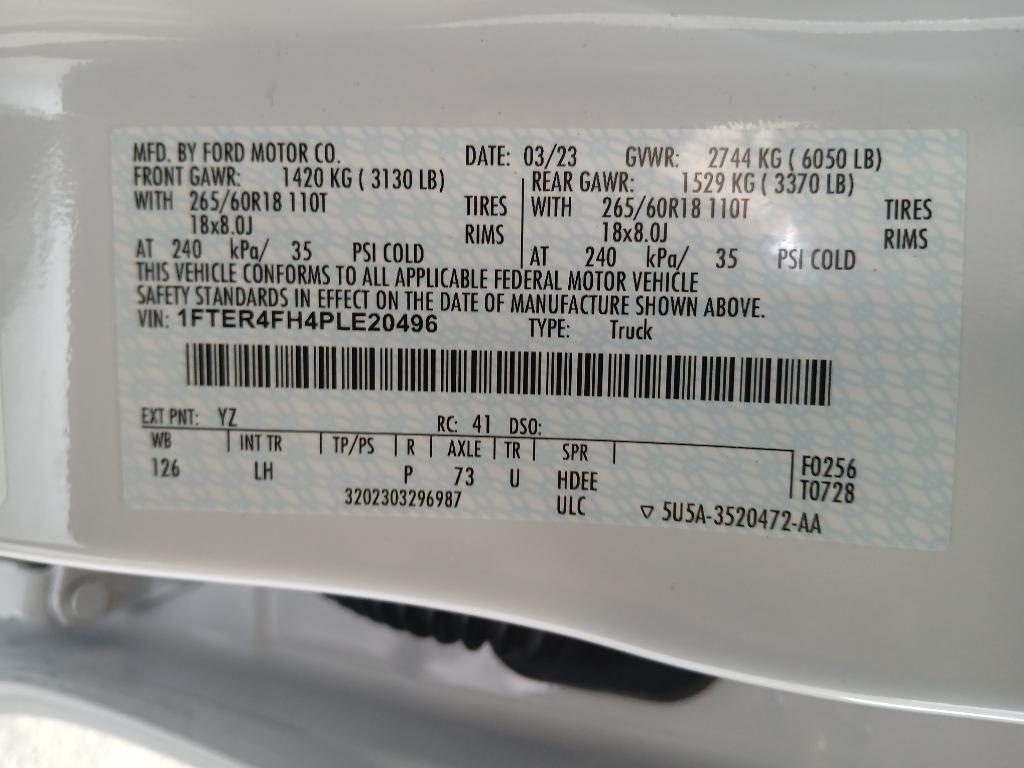 MFD. BY FORD MOTOR CO. DATE: 03/23 GVWR: 2744 KG ( 6050 LB)
FRONT GAWR: 1420 KG ( 3130 LB) REAR GAWR: 1529 KG ( 3370 LB)
WITH 265/60R18 110T TIRES WITH 265/60R18 110T TIRES
18x8.0J RIMS 18x8.0J RIMS
AT 240 kPa/ 35 PSI COLD AT 240 kPa/ 35 PSI COLD
THIS VEHICLE CONFORMS TO ALL APPLICABLE FEDERAL MOTOR VEHICLE
SAFETY STANDARDS IN EFFECT ON THE DATE OF MANUFACTURE SHOWN ABOVE.
VIN: 1FTER4FH4PLE20496 TYPE: Truck
EXT PNT: YZ RC: 41 DSO:
WB INT TR TP/PS R AXLE TR SPR F0256
126 LH P 73 U HDEE T0728
3202303296987 ULC ▽ 5U5A-3520472-AA